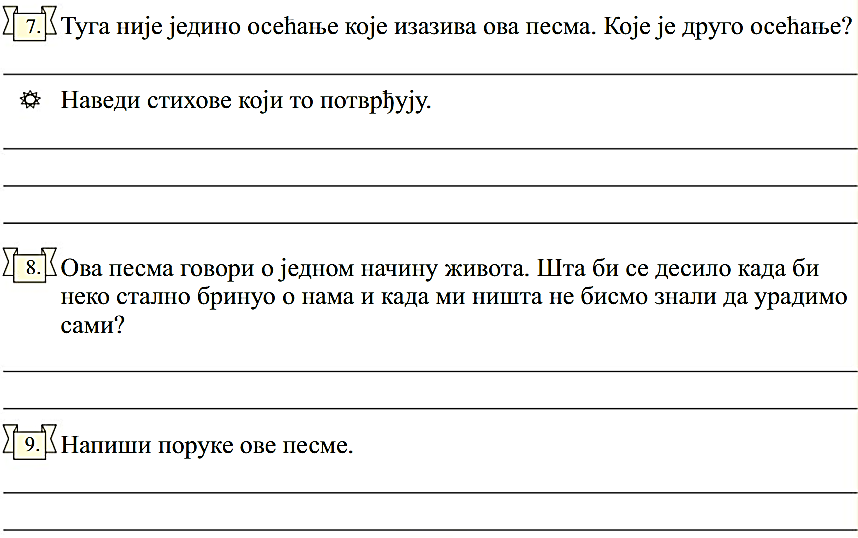 7. Туга није једино осећање које изазива ова песма. Које је друго осећање?
Наведи стихове који то потврђују.
8. Ова песма говори о једном начину живота. Шта би се десило када би
неко стално бринуо о нама и када ми ништа не бисмо знали да урадимо
сами?
9. Напиши поруке ове песме.